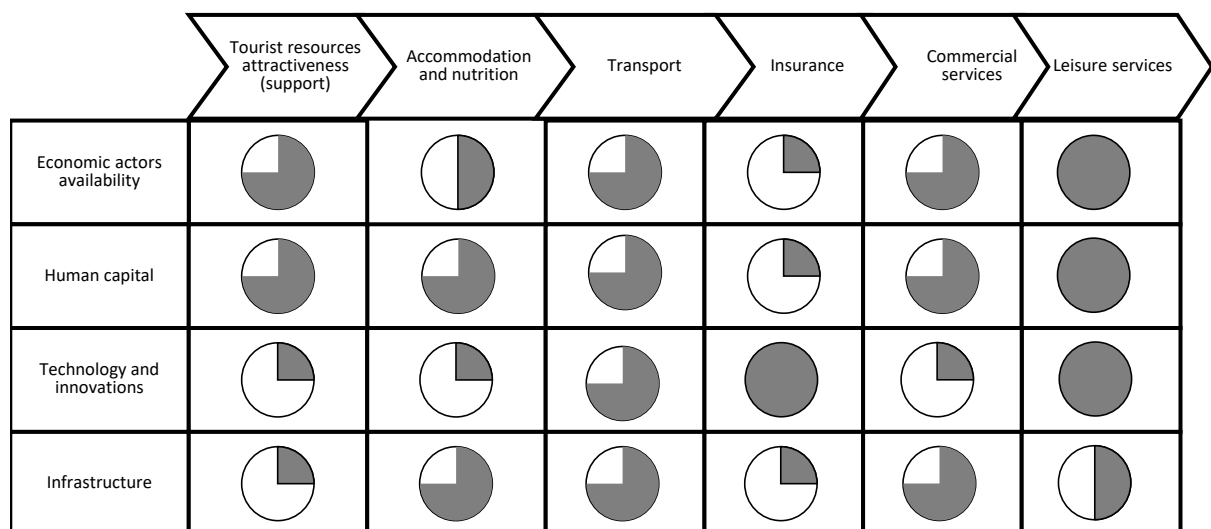 Tourist resources
attractiveness
(support)
Accommodation
and nutrition
Transport
Insurance
Commercial
services
Leisure services
Economic actors
availability
Human capital
Technology and
innovations
Infrastructure